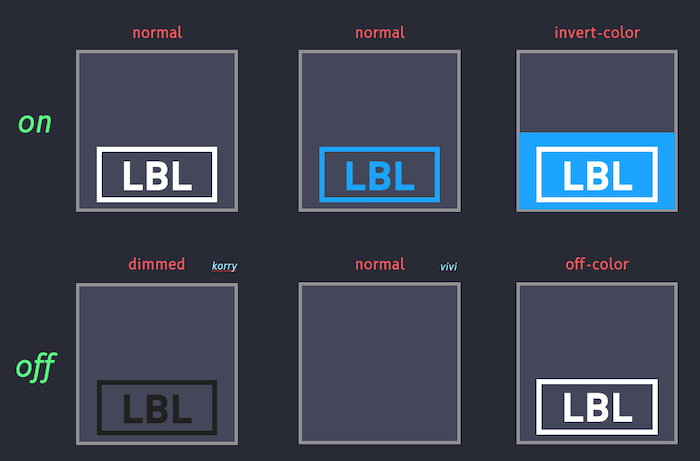 normal normal invert-color
on
LBL LBL LBL
dimmed korry normal vivi off-color
off
LBL LBL